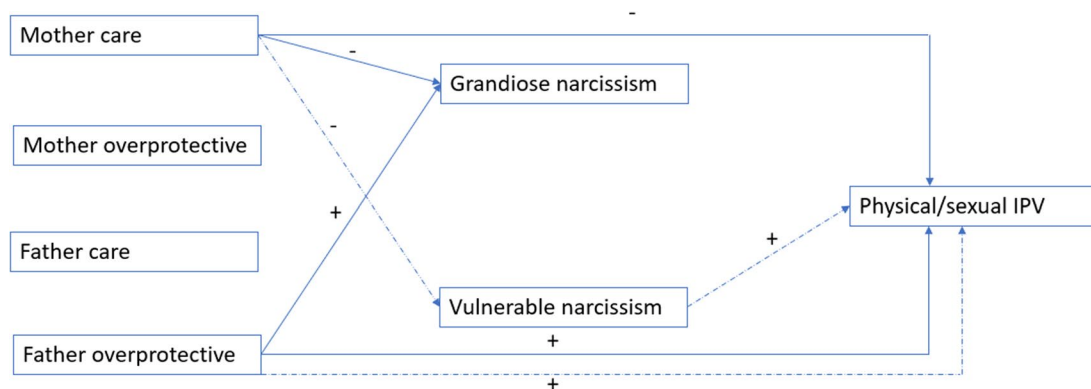 -
Mother care
-
Grandiose narcissism
-
Mother overprotective
+
Physical/sexual IPV
Father care
+
Vulnerable narcissism
+
Father overprotective
+